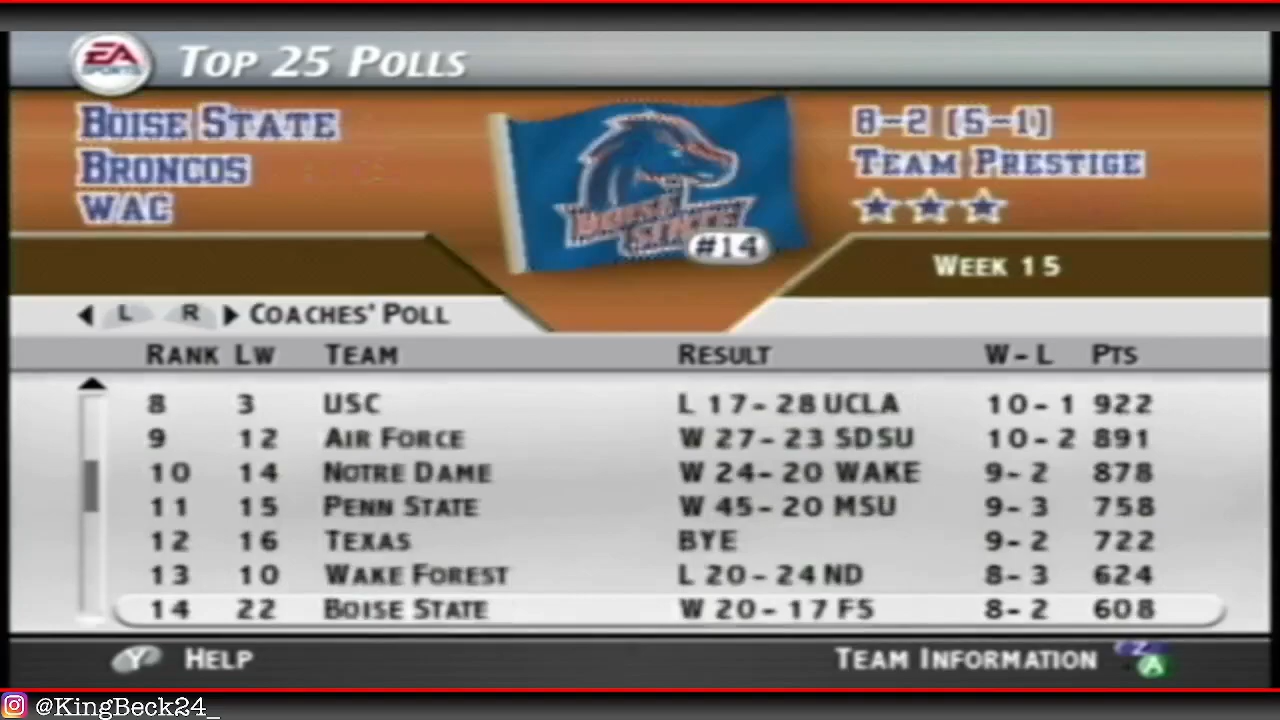 EA SPORTS TOP 25 POLLS
BOISE STATE
BRONCOS
WAC
BOISE STATE
#14
8-2 (5-1)
TEAM PRESTIGE
WEEK 15
L R COACHES' POLL
RANK LW TEAM RESULT W-L PTS
8 3 USC L 17-28 UCLA 10-1 922
9 12 AIR FORCE W 27-23 SDSU 10-2 891
10 14 NOTRE DAME W 24-20 WAKE 9-2 878
11 15 PENN STATE W 45-20 MSU 9-3 758
12 16 TEXAS BYE 9-2 722
13 10 WAKE FOREST L 20-24 ND 8-3 624
14 22 BOISE STATE W 20-17 FS 8-2 608
Y HELP TEAM INFORMATION Z A
@KingBeck24_